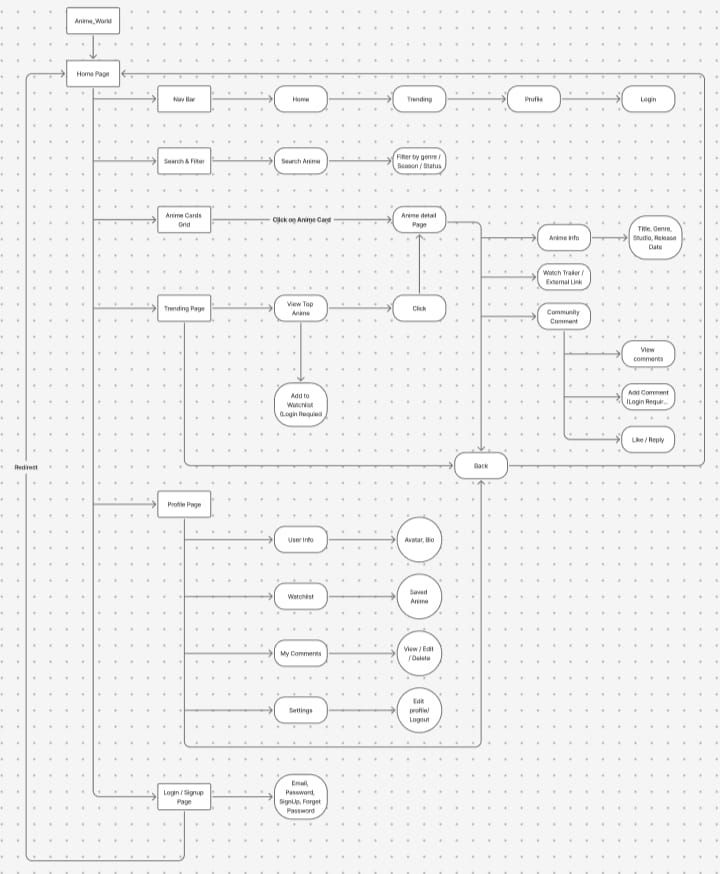 Anime_World
Home Page
Nav Bar
Home
Trending
Profile
Login
Search & Filter
Search Anime
Filter by genre /
Season / Status
Anime Cards
Grid
Click on Anime Card
Anime detail
Page
Anime Info
Title, Genre,
Studio, Release
Date
Watch Trailer /
External Link
Trending Page
View Top
Anime
Click
Community
Comment
View
comments
Add to
Watchlist
(Login Requied
Add Comment
(Login Requir...
Like / Reply
Back
Redirect
Profile Page
User Info
Avatar, Bio
Watchlist
Saved
Anime
My Comments
View / Edit
/ Delete
Settings
Edit
profile/
Logout
Login / Signup
Page
Email,
Password,
SignUp, Forget
Password